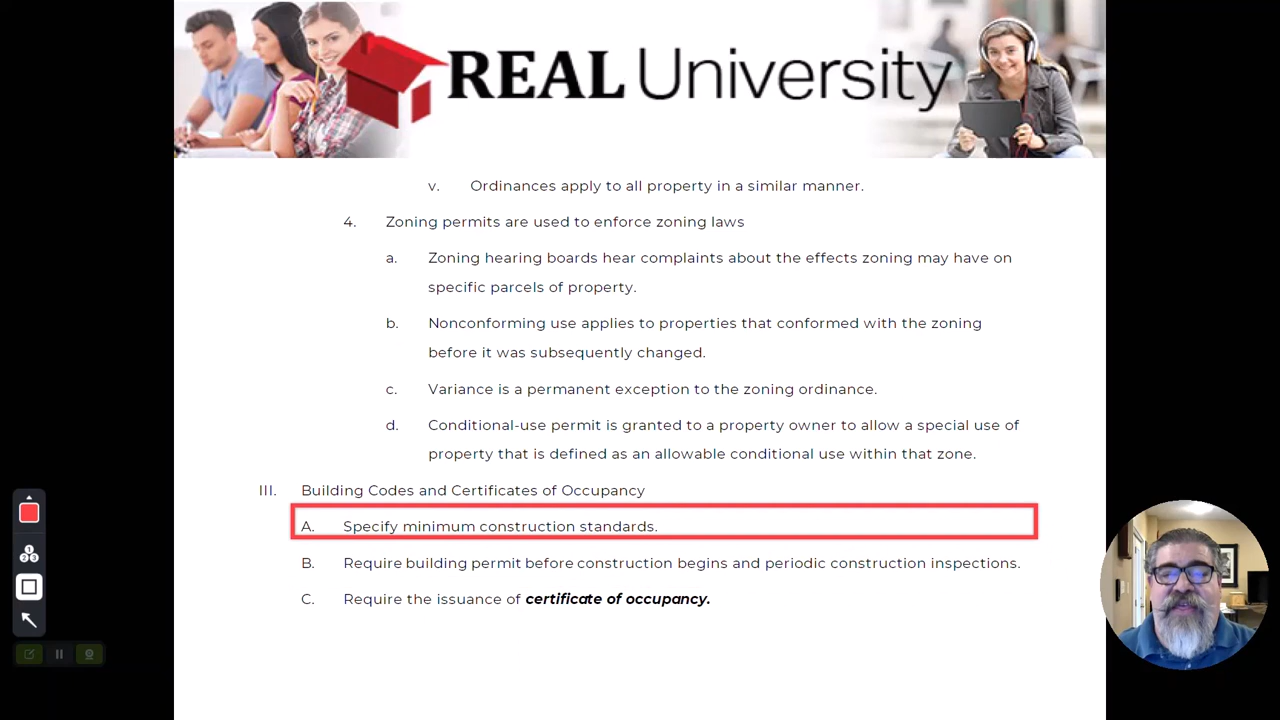 REAL University
v. Ordinances apply to all property in a similar manner.
4. Zoning permits are used to enforce zoning laws
a. Zoning hearing boards hear complaints about the effects zoning may have on
specific parcels of property.
b. Nonconforming use applies to properties that conformed with the zoning
before it was subsequently changed.
c. Variance is a permanent exception to the zoning ordinance.
d. Conditional-use permit is granted to a property owner to allow a special use of
property that is defined as an allowable conditional use within that zone.
III. Building Codes and Certificates of Occupancy
A. Specify minimum construction standards.
B. Require building permit before construction begins and periodic construction inspections.
C. Require the issuance of certificate of occupancy.